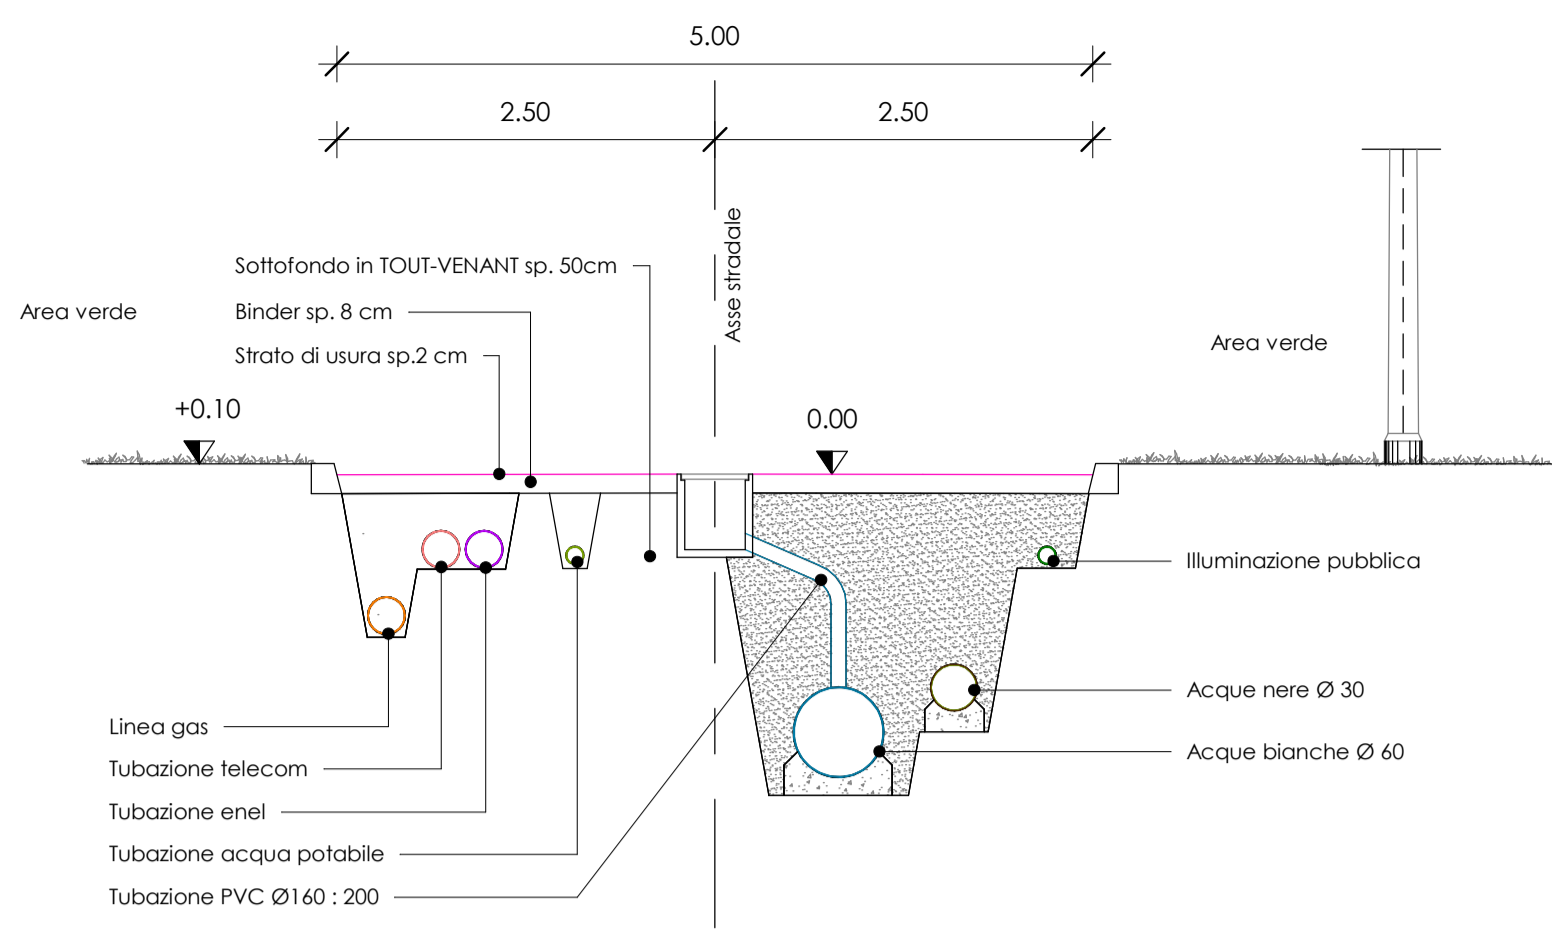 5.00
2.50
2.50
Asse stradale
Sottofondo in TOUT-VENANT sp. 50cm
Area verde
Binder sp. 8 cm
Area verde
Strato di usura sp.2 cm
+0.10
0.00
Illuminazione pubblica
Acque nere Ø 30
Linea gas
Acque bianche Ø 60
Tubazione telecom
Tubazione enel
Tubazione acqua potabile
Tubazione PVC Ø160 : 200